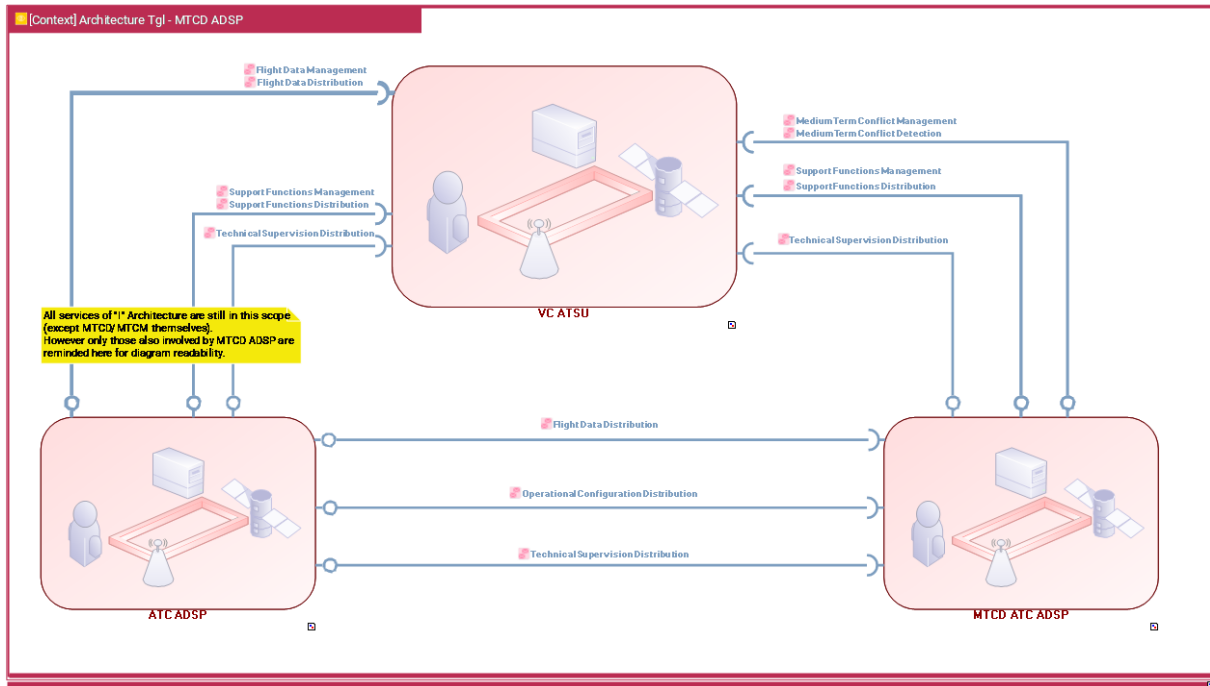 [Context] Architecture Tgl - MTCD ADSP
Flight Data Management
Flight Data Distribution
Medium Term Conflict Management
Medium Term Conflict Detection
Support Functions Management
Support Functions Distribution
Support Functions Management
Support Functions Distribution
Technical Supervision Distribution
Technical Supervision Distribution
All services of "I" Architecture are still in this scope
(except MTCD/ MTCM themselves).
However only those also involved by MTCD ADSP are
reminded here for diagram readability.
VC ATSU
Flight Data Distribution
Operational Configuration Distribution
Technical Supervision Distribution
ATC ADSP
MTCD ATC ADSP